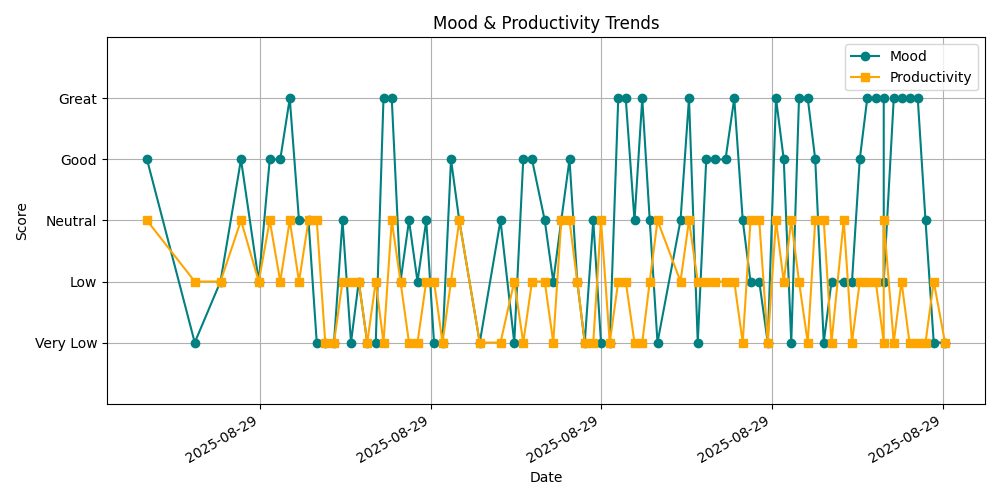 Mood & Productivity Trends
Mood
Productivity
Great
Good
Neutral
Low
Very Low
Score
2025-08-29
2025-08-29
2025-08-29
2025-08-29
2025-08-29
Date